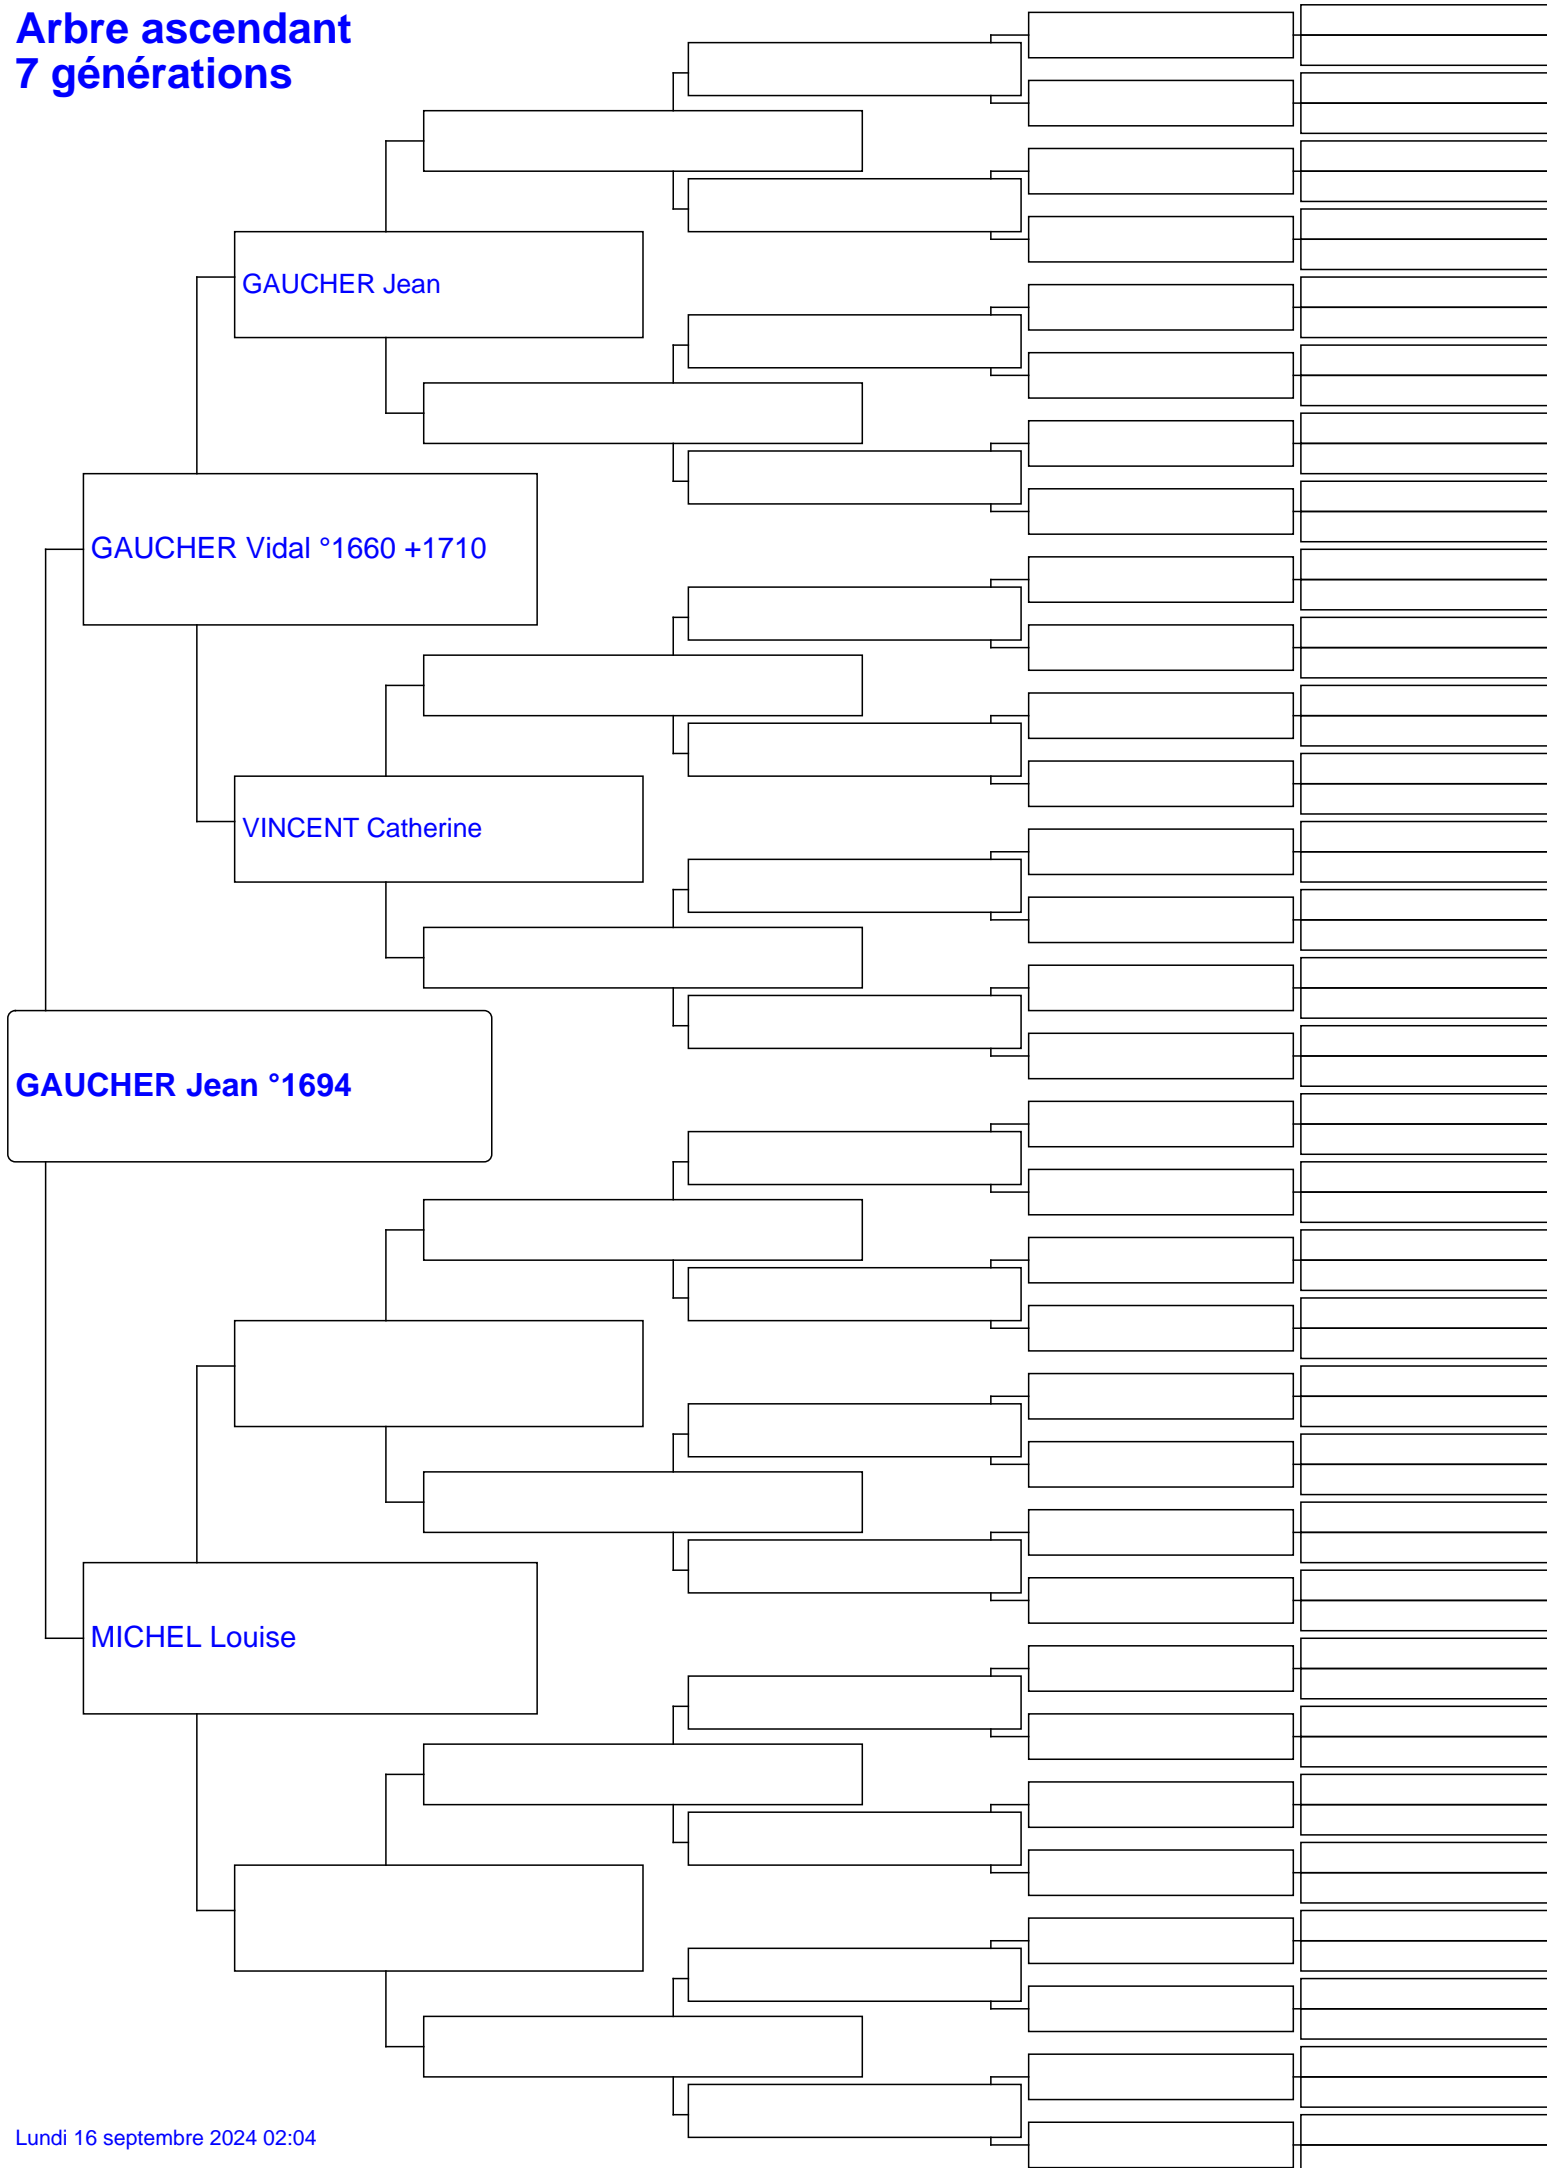 Arbre ascendant
7 générations
GAUCHER Jean
GAUCHER Vidal °1660 +1710
VINCENT Catherine
GAUCHER Jean °1694
MICHEL Louise
Lundi 16 septembre 2024 02:04